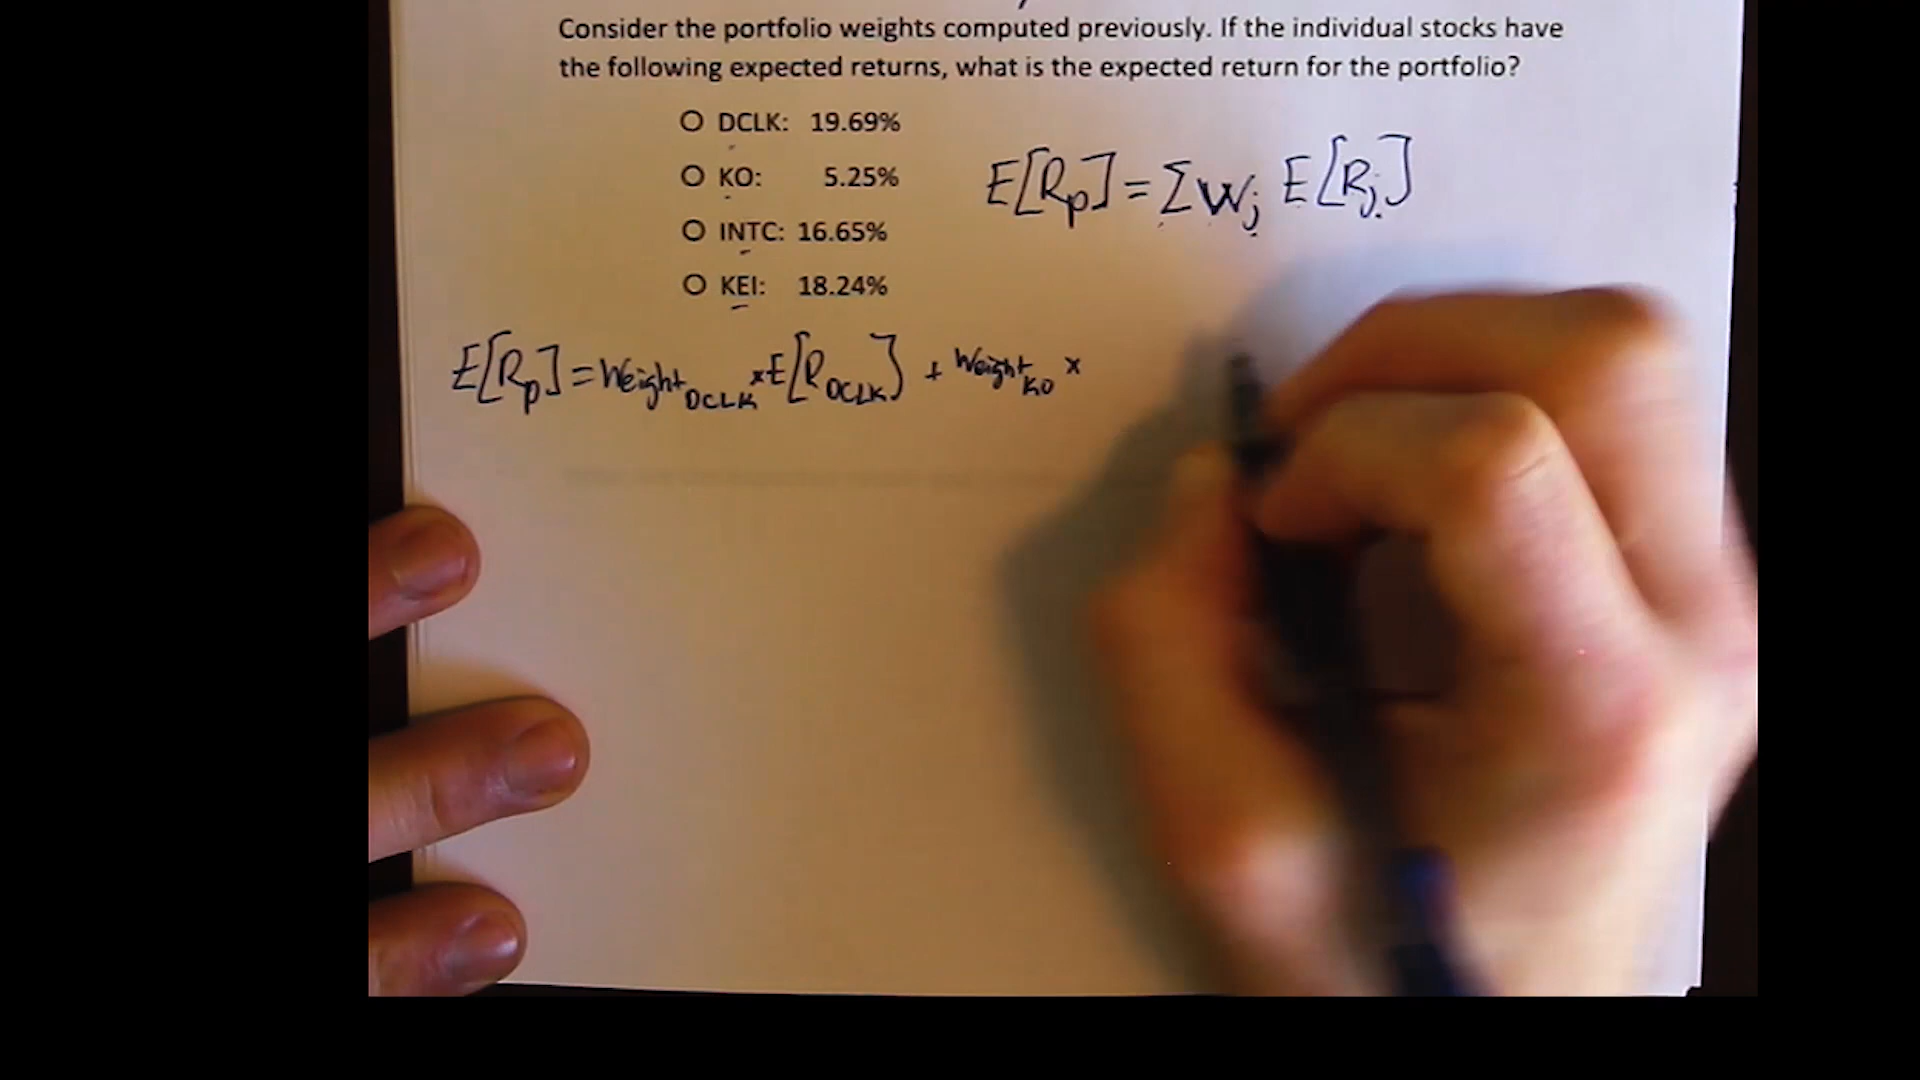 Consider the portfolio weights computed previously. If the individual stocks have
the following expected returns, what is the expected return for the portfolio?
O DCLK: 19.69%
O KO: 5.25%
O INTC: 16.65%
O KEI: 18.24%
E[Rp] = Σ Wj E[Rj]
E[Rp] = Weight DCLK × E[R DCLK] + Weight KO ×